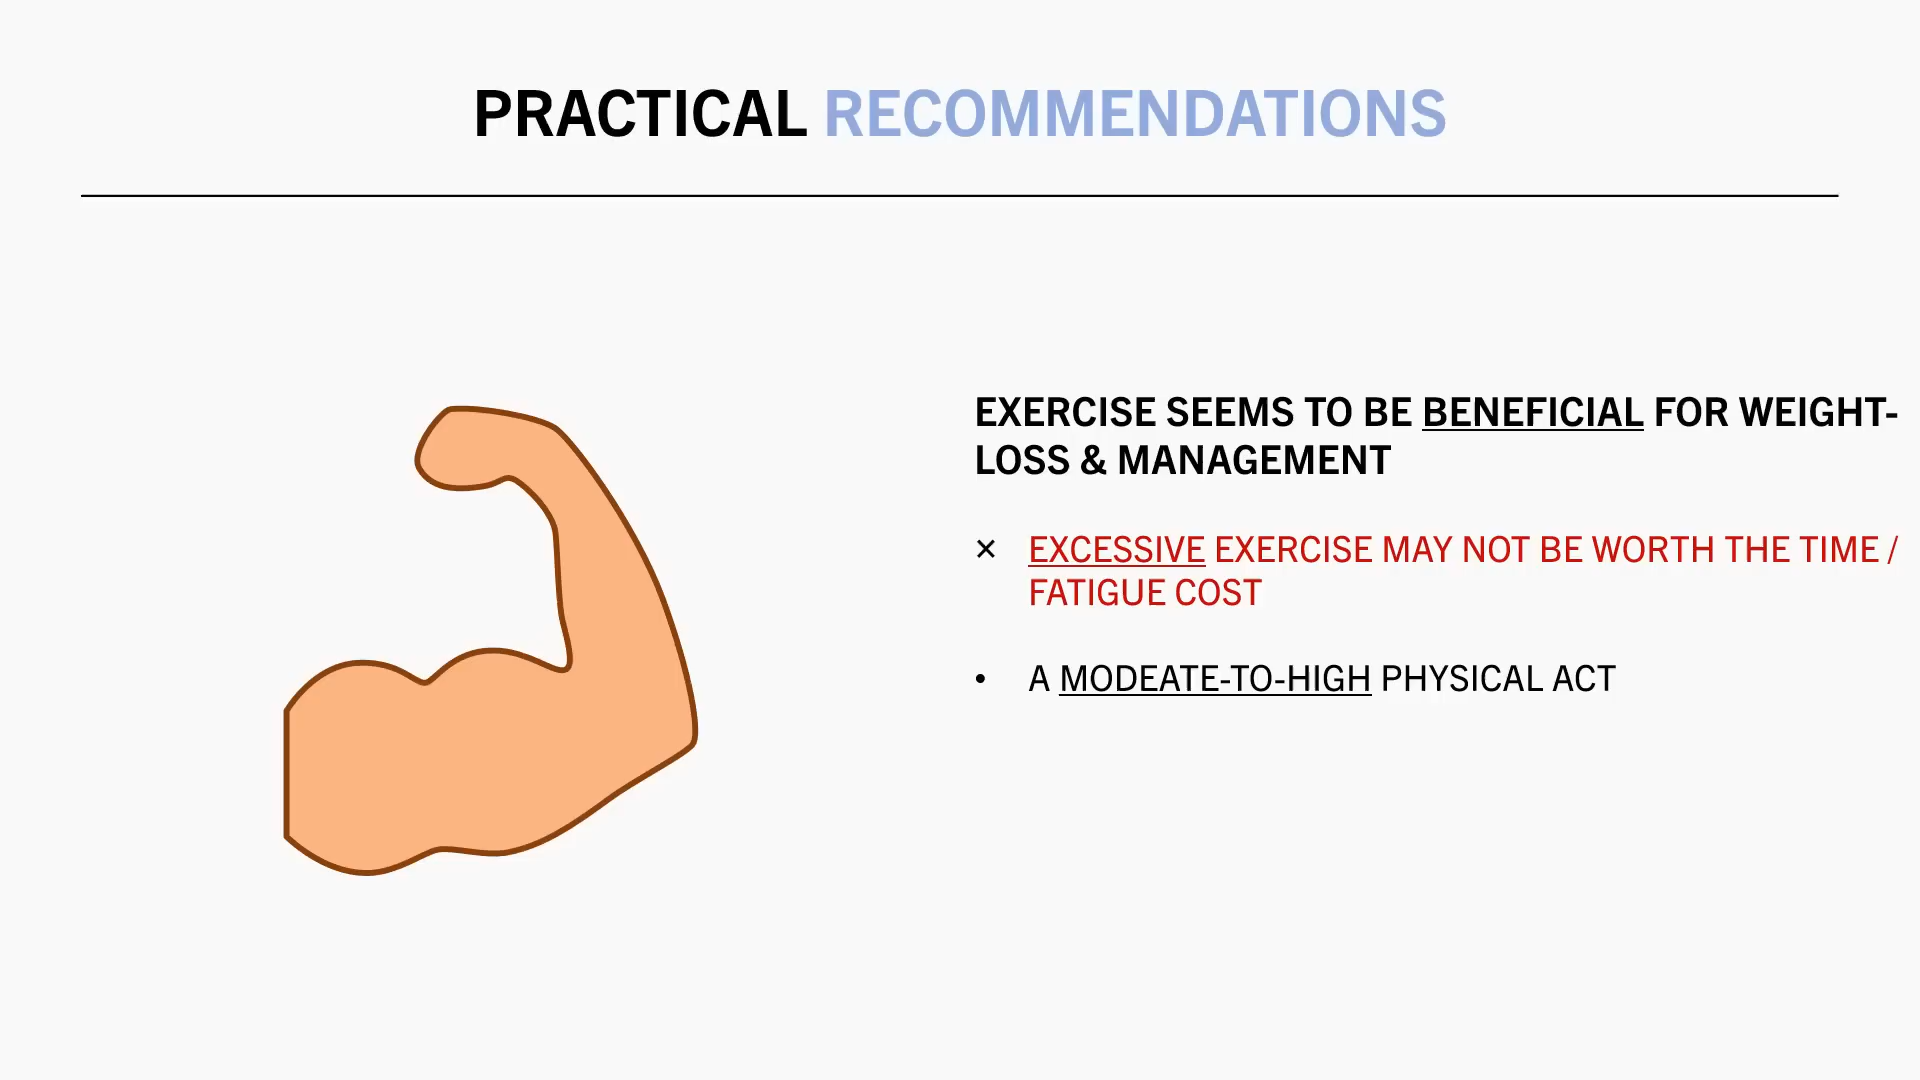 PRACTICAL RECOMMENDATIONS
EXERCISE SEEMS TO BE BENEFICIAL FOR WEIGHT-
LOSS & MANAGEMENT
× EXCESSIVE EXERCISE MAY NOT BE WORTH THE TIME /
FATIGUE COST
• A MODEATE-TO-HIGH PHYSICAL ACT